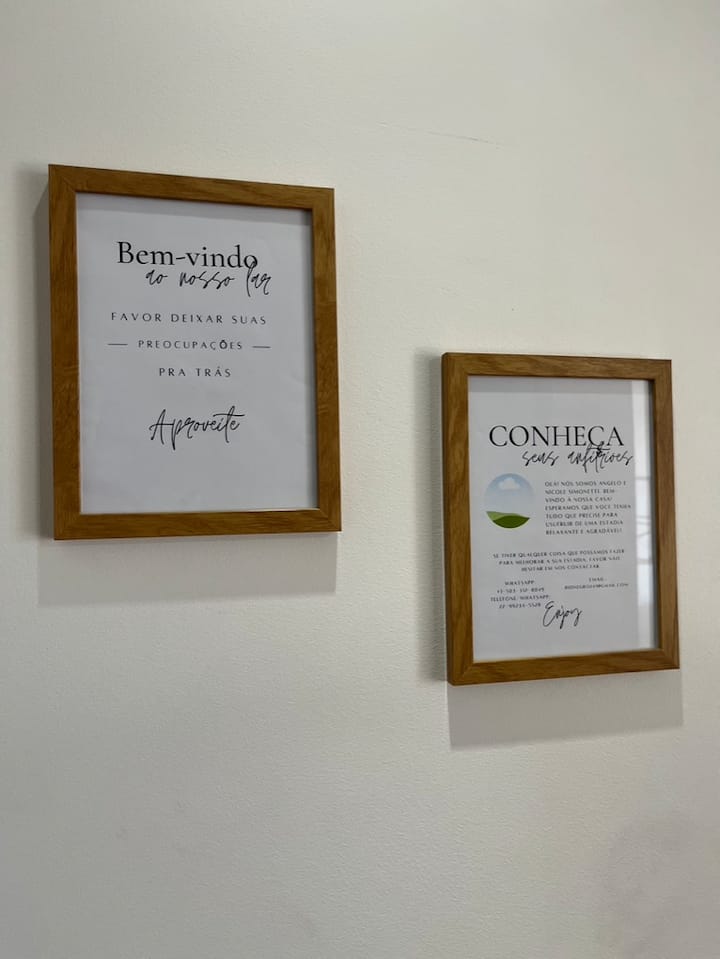 Bem-vindo
ao nosso lar
FAVOR DEIXAR SUAS
PREOCUPAÇÕES
PRA TRÁS
Aproveite
CONHEÇA
seus anfitriões
OLÁ! NÓS SOMOS ANGELO E
NICOLE SIMONETTI. BEM-
VINDO À NOSSA CASA!
ESPERAMOS QUE VOCÊ TENHA
TUDO QUE PRECISE PARA
USUFRUIR DE UMA ESTADIA
RELAXANTE E AGRADÁVEL!
SE TIVER QUALQUER COISA QUE POSSAMOS FAZER
PARA MELHORAR A SUA ESTADIA, FAVOR NÃO
HESITAR EM NOS CONTACTAR.
WHATSAPP:
TELEFONE/WHATSAPP:
EMAIL:
Enjoy